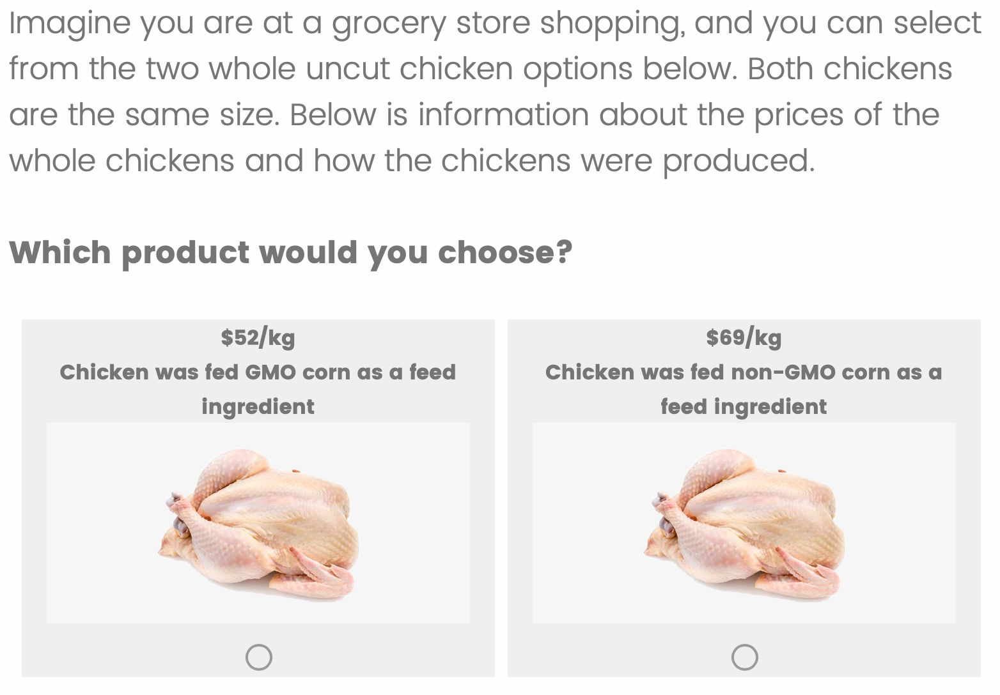 Imagine you are at a grocery store shopping, and you can select
from the two whole uncut chicken options below. Both chickens
are the same size. Below is information about the prices of the
whole chickens and how the chickens were produced.
Which product would you choose?
$52/kg
Chicken was fed GMO corn as a feed
ingredient
$69/kg
Chicken was fed non-GMO corn as a
feed ingredient